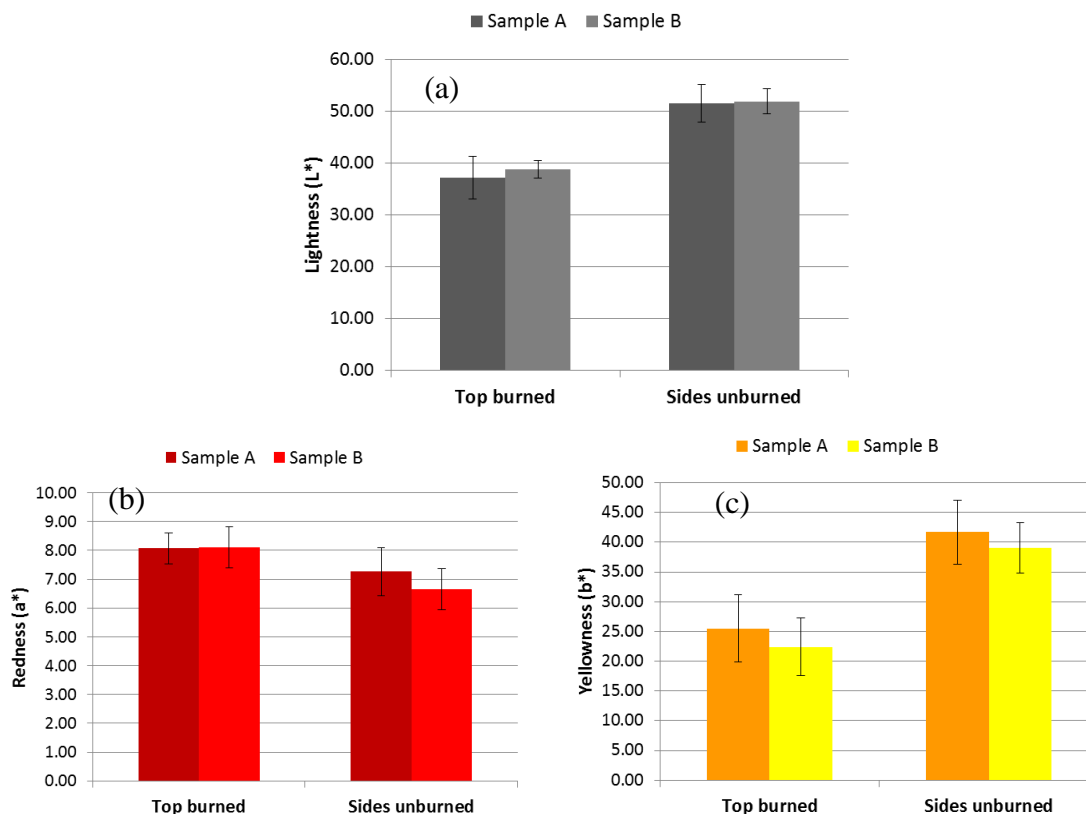 Sample A Sample B
(a)
60.00
50.00
40.00
30.00
20.00
10.00
0.00
Lightness (L*)
Top burned Sides unburned
Sample A Sample B
(b)
10.00
9.00
8.00
7.00
6.00
5.00
4.00
3.00
2.00
1.00
0.00
Redness (a*)
Top burned Sides unburned
Sample A Sample B
(c)
50.00
45.00
40.00
35.00
30.00
25.00
20.00
15.00
10.00
5.00
0.00
Yellowness (b*)
Top burned Sides unburned